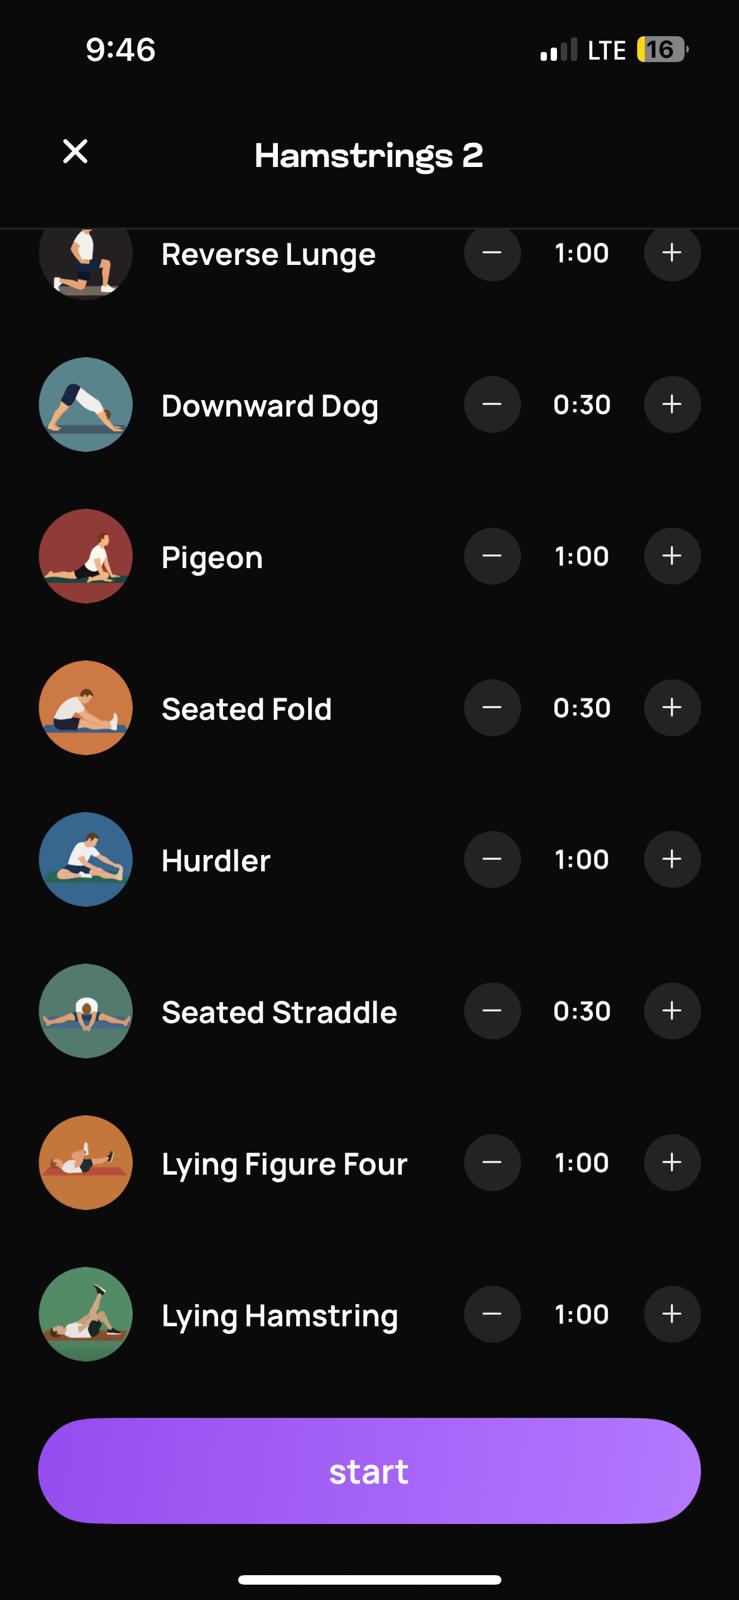 9:46 LTE 16
Hamstrings 2
Reverse Lunge 1:00
Downward Dog 0:30
Pigeon 1:00
Seated Fold 0:30
Hurdler 1:00
Seated Straddle 0:30
Lying Figure Four 1:00
Lying Hamstring 1:00
start